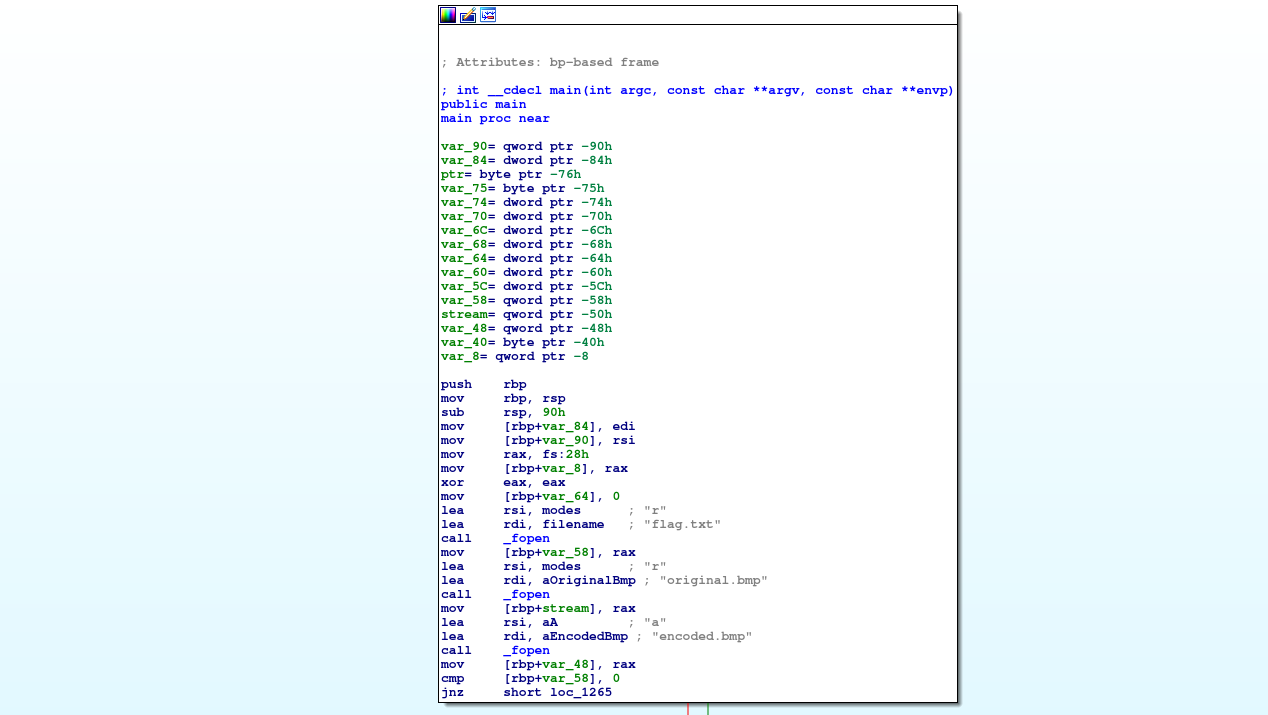 ; Attributes: bp-based frame
; int __cdecl main(int argc, const char **argv, const char **envp)
public main
main proc near
var_90= qword ptr -90h
var_84= dword ptr -84h
ptr= byte ptr -76h
var_75= byte ptr -75h
var_74= dword ptr -74h
var_70= dword ptr -70h
var_6C= dword ptr -6Ch
var_68= dword ptr -68h
var_64= dword ptr -64h
var_60= dword ptr -60h
var_5C= dword ptr -5Ch
var_58= qword ptr -58h
stream= qword ptr -50h
var_48= qword ptr -48h
var_40= byte ptr -40h
var_8= qword ptr -8
push    rbp
mov     rbp, rsp
sub     rsp, 90h
mov     [rbp+var_84], edi
mov     [rbp+var_90], rsi
mov     rax, fs:28h
mov     [rbp+var_8], rax
xor     eax, eax
mov     [rbp+var_64], 0
lea     rsi, modes      ; "r"
lea     rdi, filename   ; "flag.txt"
call    _fopen
mov     [rbp+var_58], rax
lea     rsi, modes      ; "r"
lea     rdi, aOriginalBmp ; "original.bmp"
call    _fopen
mov     [rbp+stream], rax
lea     rsi, aA         ; "a"
lea     rdi, aEncodedBmp ; "encoded.bmp"
call    _fopen
mov     [rbp+var_48], rax
cmp     [rbp+var_58], 0
jnz     short loc_1265